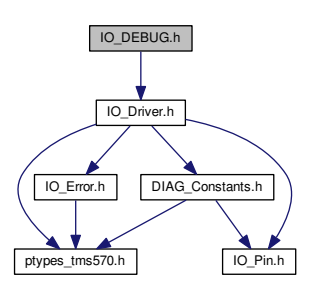 IO_DEBUG.h
IO_Driver.h
IO_Error.h
DIAG_Constants.h
ptypes_tms570.h
IO_Pin.h